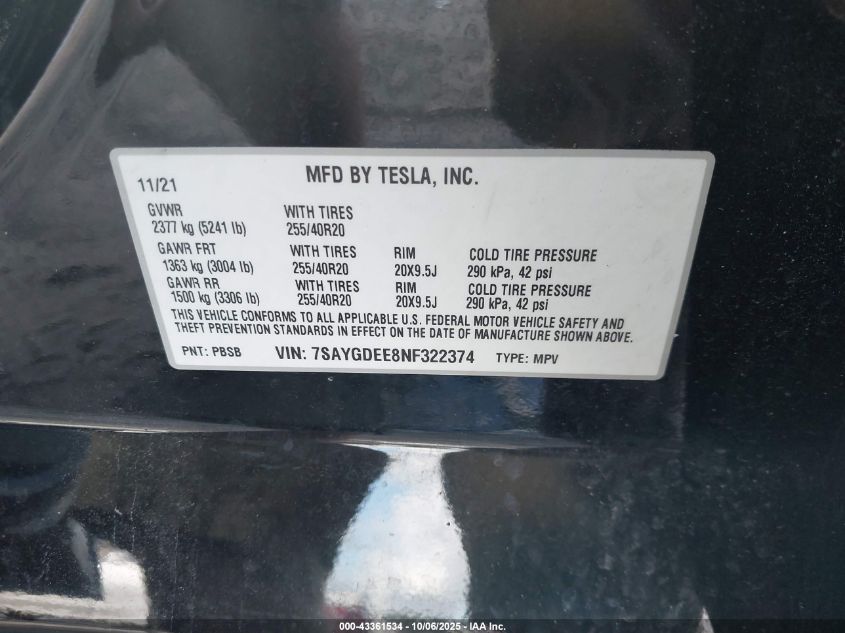 MFD BY TESLA, INC.
11/21
GVWR WITH TIRES
2377 kg (5241 lb) 255/40R20
GAWR FRT WITH TIRES RIM COLD TIRE PRESSURE
1363 kg (3004 lb) 255/40R20 20X9.5J 290 kPa, 42 psi
GAWR RR WITH TIRES RIM COLD TIRE PRESSURE
1500 kg (3306 lb) 255/40R20 20X9.5J 290 kPa, 42 psi
THIS VEHICLE CONFORMS TO ALL APPLICABLE U.S. FEDERAL MOTOR VEHICLE SAFETY AND
THEFT PREVENTION STANDARDS IN EFFECT ON THE DATE OF MANUFACTURE SHOWN ABOVE.
PNT: PBSB VIN: 7SAYGDEE8NF322374 TYPE: MPV
000-43361534 - 10/06/2025 - IAA Inc.